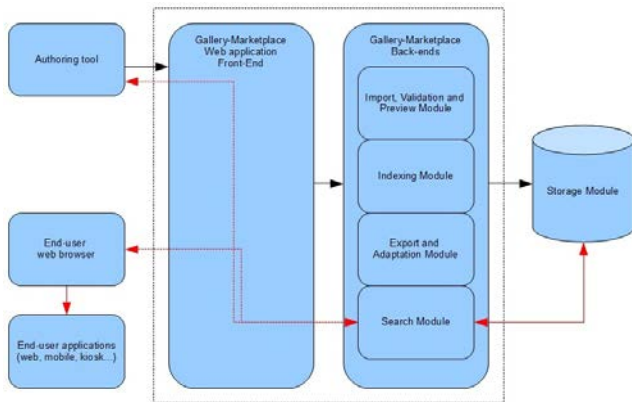 Authoring tool
Gallery-Marketplace
Web application
Front-End
Gallery-Marketplace
Back-ends
Import, Validation and
Preview Module
Indexing Module
Storage Module
End-user
web browser
Export and
Adaptation Module
Search Module
End-user applications
(web, mobile, kiosk...)